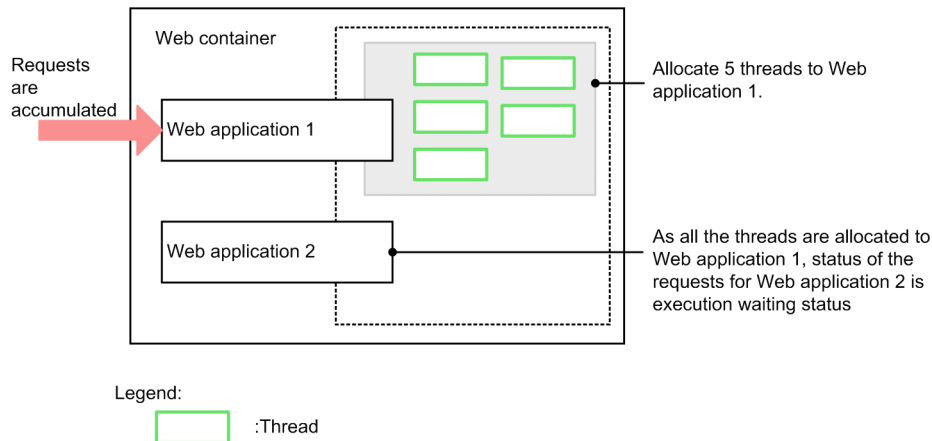 Web container
Requests
are
accumulated
Web application 1
Allocate 5 threads to Web
application 1.
Web application 2
As all the threads are allocated to
Web application 1, status of the
requests for Web application 2 is
execution waiting status
Legend:
:Thread